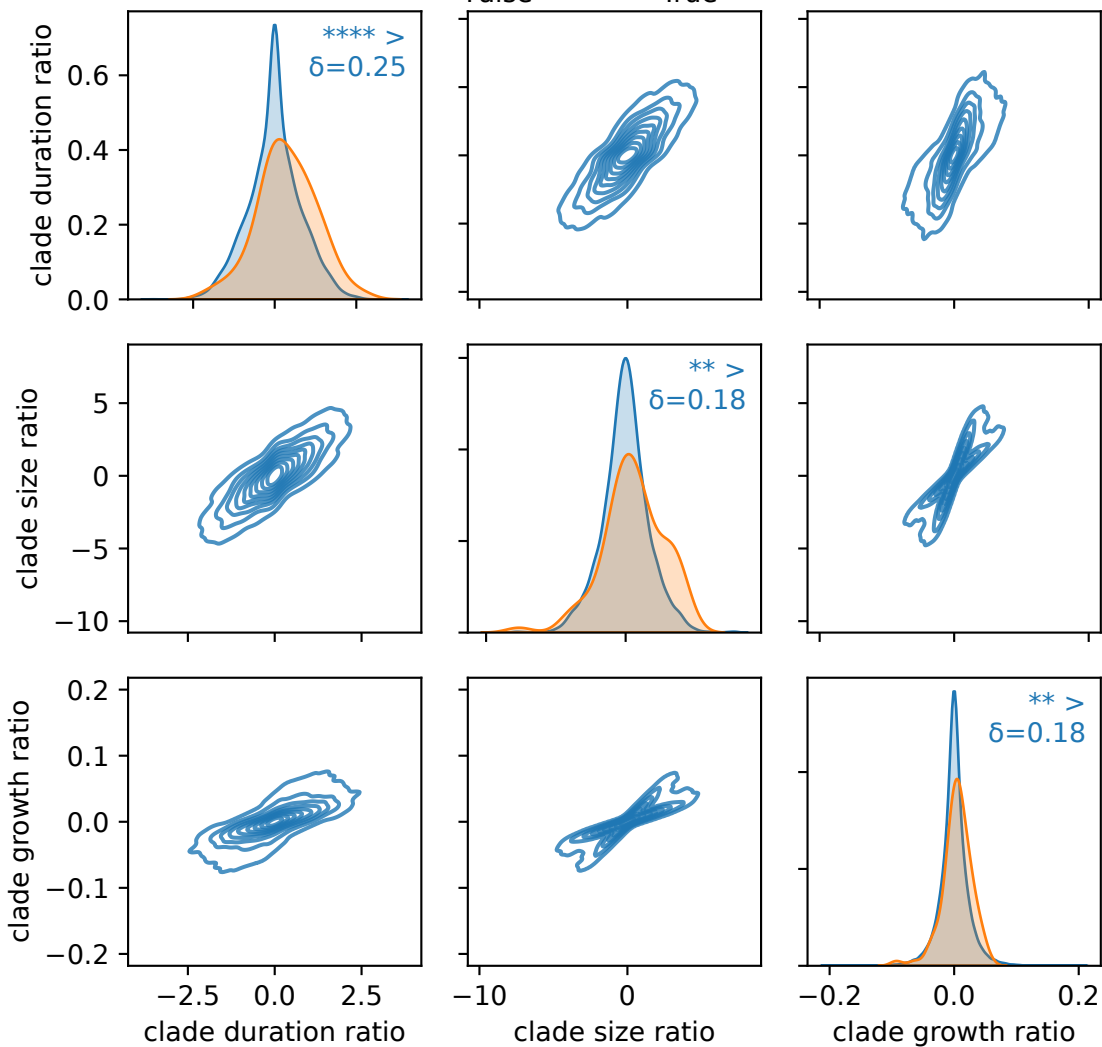 clade duration ratio
0.6
0.4
0.2
0.0
**** >
δ=0.25
clade size ratio
5
0
−5
−10
** >
δ=0.18
clade growth ratio
0.2
0.1
0.0
−0.1
−0.2
** >
δ=0.18
−2.5 0.0 2.5
−10 0
−0.2 0.0 0.2
clade duration ratio
clade size ratio
clade growth ratio